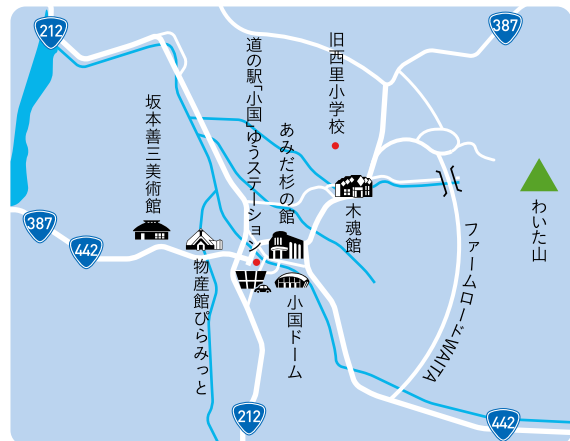 212
387
道の駅「小国」ゆうステーション
旧西里小学校
坂本善三美術館
あみだ杉の館
木魂館
わいた山
387
442
物産館ぴらみっと
小国ドーム
ファームロードWAITA
212
442